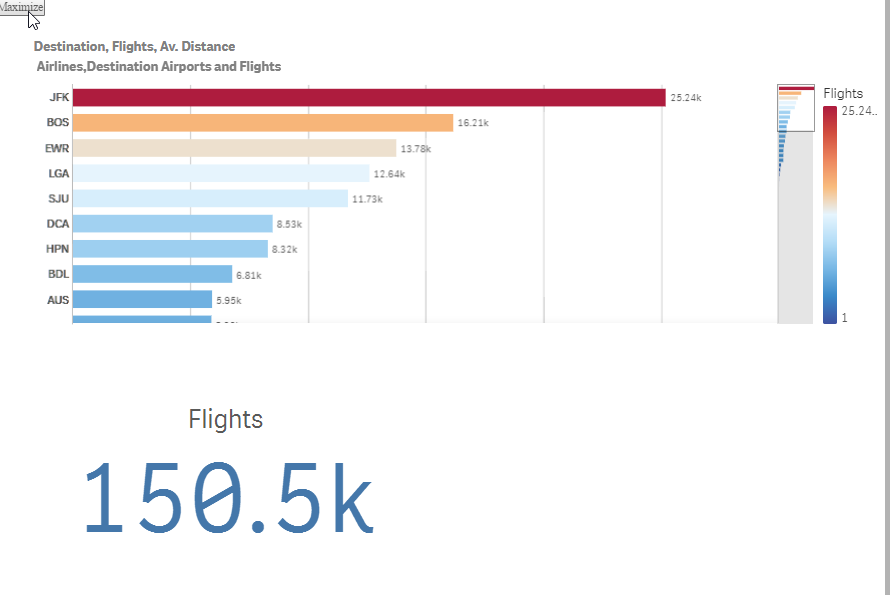 Maximize
Destination, Flights, Av. Distance
Airlines,Destination Airports and Flights
JFK 25.24k
BOS 16.21k
EWR 13.78k
LGA 12.64k
SJU 11.73k
DCA 8.53k
HPN 8.32k
BDL 6.81k
AUS 5.95k
Flights
25.24..
1
Flights
150.5k